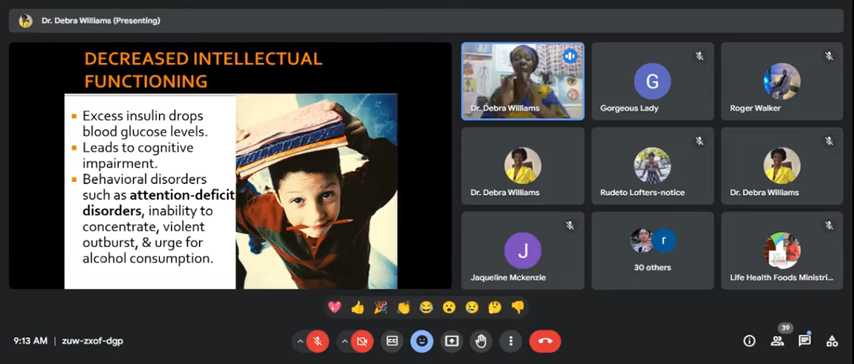 Dr. Debra Williams (Presenting)
DECREASED INTELLECTUAL
FUNCTIONING
Excess insulin drops
blood glucose levels.
Leads to cognitive
impairment.
Behavioral disorders
such as attention-deficit
disorders, inability to
concentrate, violent
outburst, & urge for
alcohol consumption.
Dr. Debra Williams
G
Gorgeous Lady
Roger Walker
Dr. Debra Williams
Rudeto Lofters-notice
Dr. Debra Williams
J
Jaqueline Mckenzie
r
30 others
Life Health Foods Ministri...
9:13 AM | zuw-zxof-dgp
CC
39